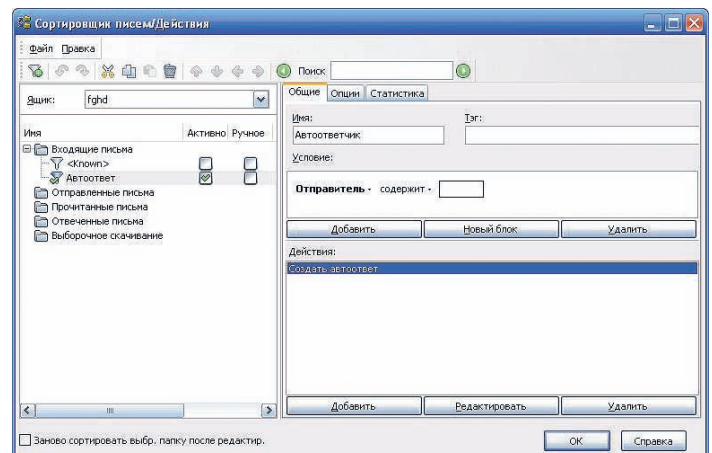 Сортировщик писем/Действия
Файл Правка
Поиск
Ящик: fghd
Имя Активно Ручное
Входящие письма
<Known>
Автоответ
Отправленные письма
Прочитанные письма
Отвеченные письма
Выборочное скачивание
Заново сортировать выбр. папку после редактир.
Общие Опции Статистика
Имя: Тэг:
Автоответчик
Условие:
Отправитель - содержит -
Добавить Новый блок Удалить
Действия:
Создать автоответ
Добавить Редактировать Удалить
OK Справка